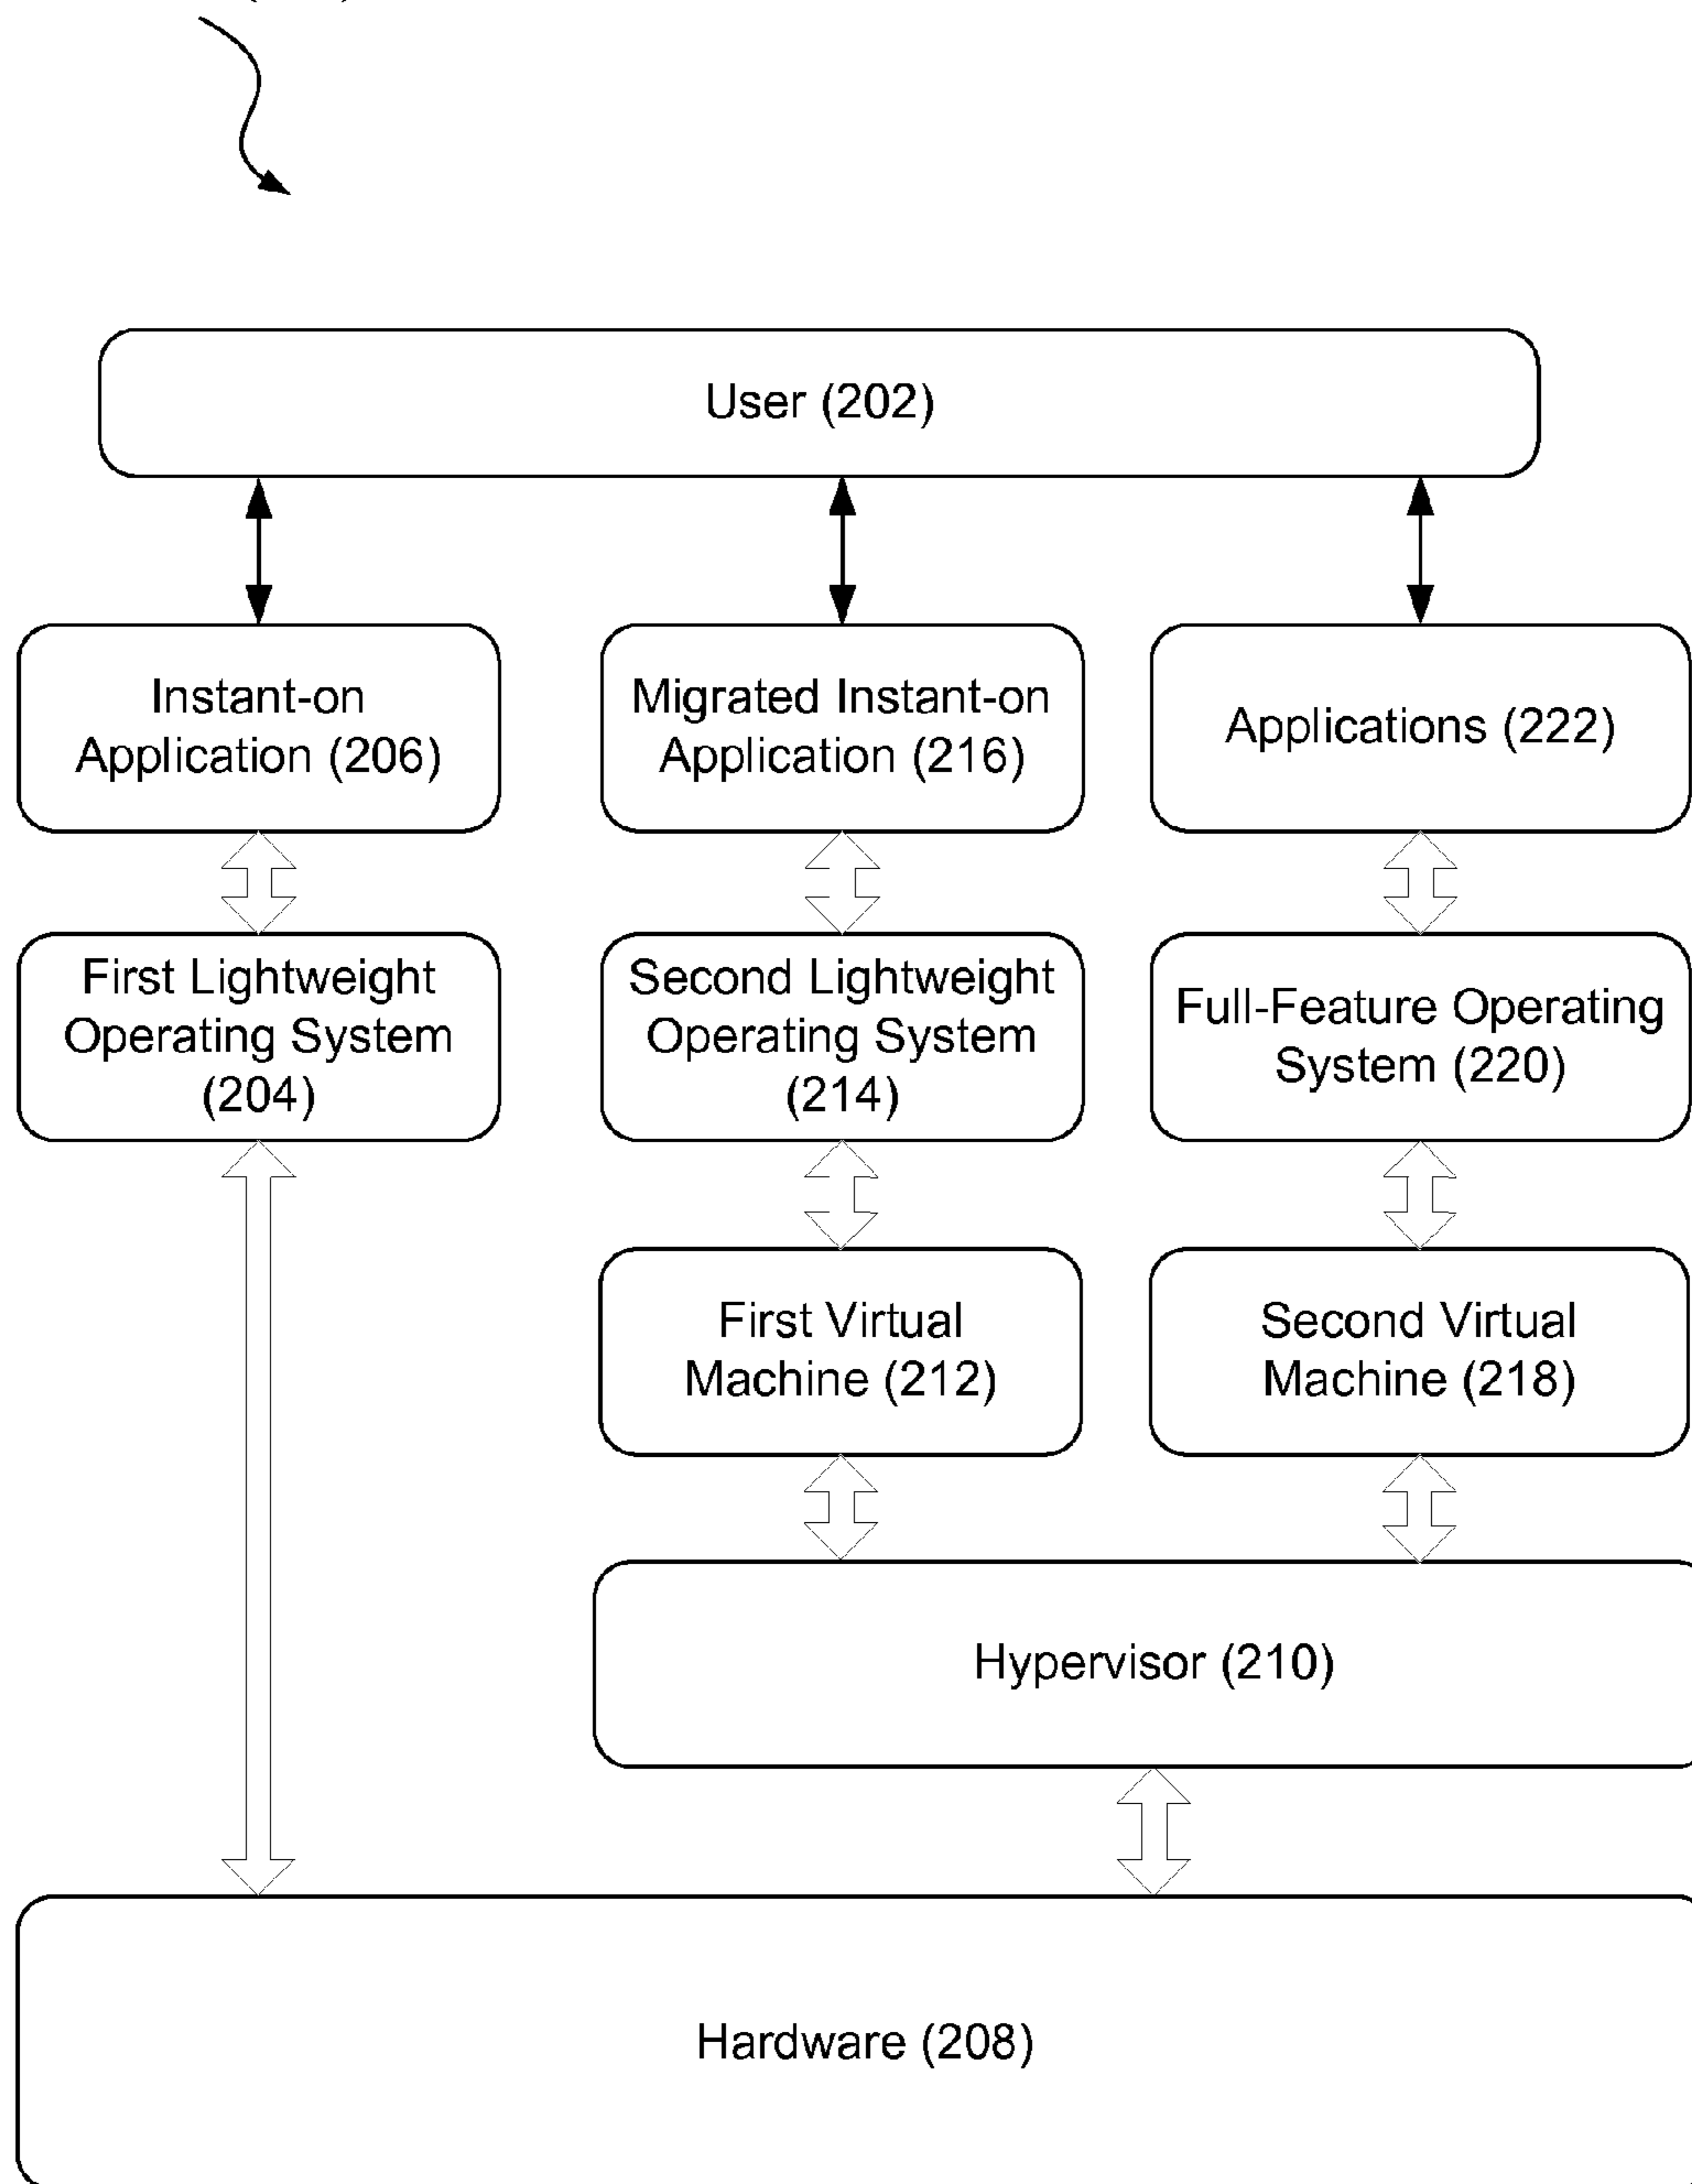 User (202)
Instant-on
Application (206)
Migrated Instant-on
Application (216)
Applications (222)
First Lightweight
Operating System
(204)
Second Lightweight
Operating System
(214)
Full-Feature Operating
System (220)
First Virtual
Machine (212)
Second Virtual
Machine (218)
Hypervisor (210)
Hardware (208)